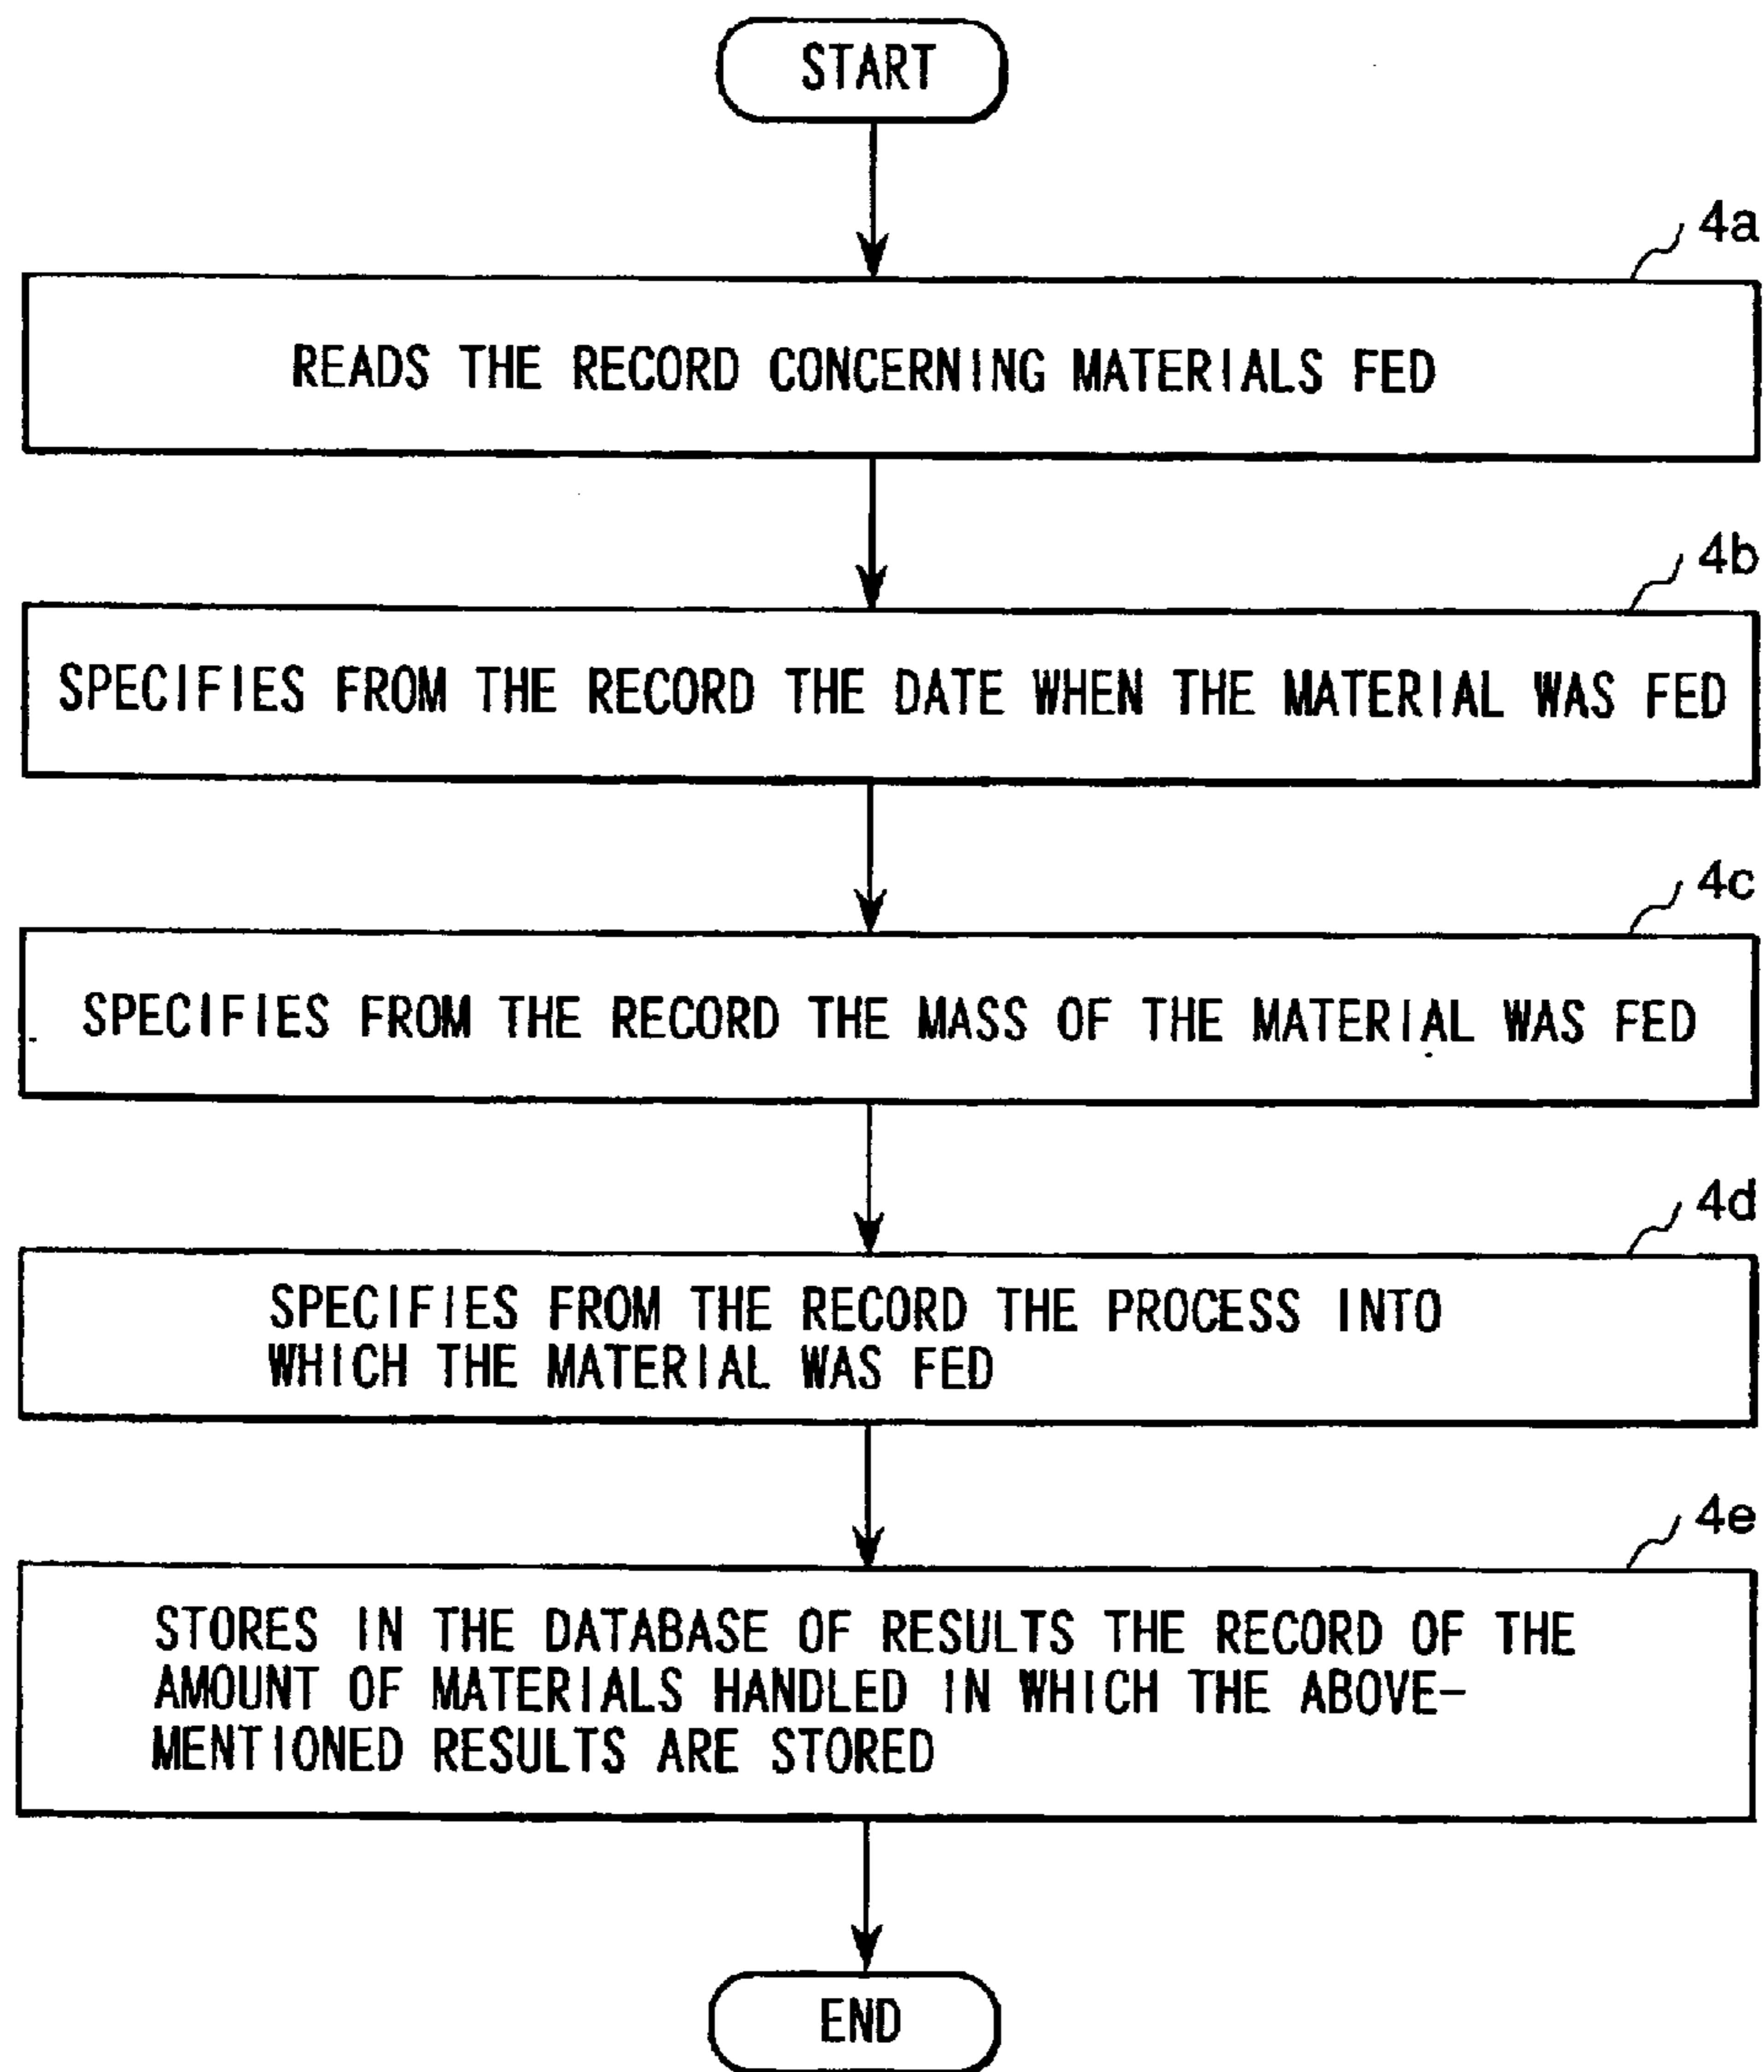 START
4a
READS THE RECORD CONCERNING MATERIALS FED
4b
SPECIFIES FROM THE RECORD THE DATE WHEN THE MATERIAL WAS FED
4c
SPECIFIES FROM THE RECORD THE MASS OF THE MATERIAL WAS FED
4d
SPECIFIES FROM THE RECORD THE PROCESS INTO
WHICH THE MATERIAL WAS FED
4e
STORES IN THE DATABASE OF RESULTS THE RECORD OF THE
AMOUNT OF MATERIALS HANDLED IN WHICH THE ABOVE-
MENTIONED RESULTS ARE STORED
END